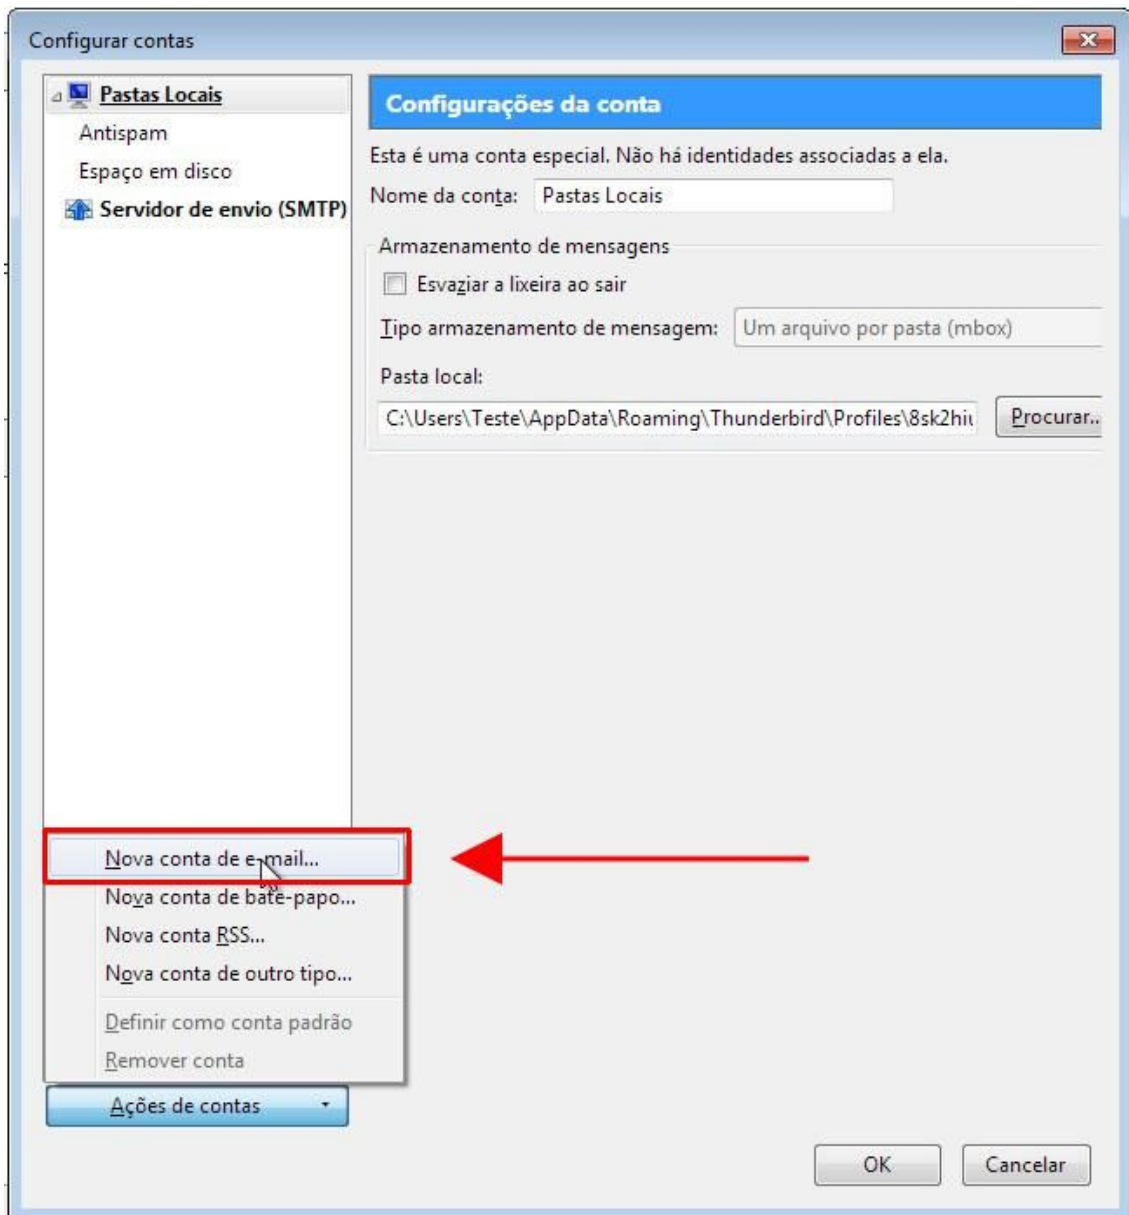 Configurar contas
Pastas Locais
Antispam
Espaço em disco
Servidor de envio (SMTP)
Configurações da conta
Esta é uma conta especial. Não há identidades associadas a ela.
Nome da conta: Pastas Locais
Armazenamento de mensagens
Esvaziar a lixeira ao sair
Tipo armazenamento de mensagem: Um arquivo por pasta (mbox)
Pasta local:
C:\Users\Teste\AppData\Roaming\Thunderbird\Profiles\8sk2hiu Procurar..
Nova conta de e-mail...
Nova conta de bate-papo...
Nova conta RSS...
Nova conta de outro tipo...
Definir como conta padrão
Remover conta
Ações de contas
OK Cancelar